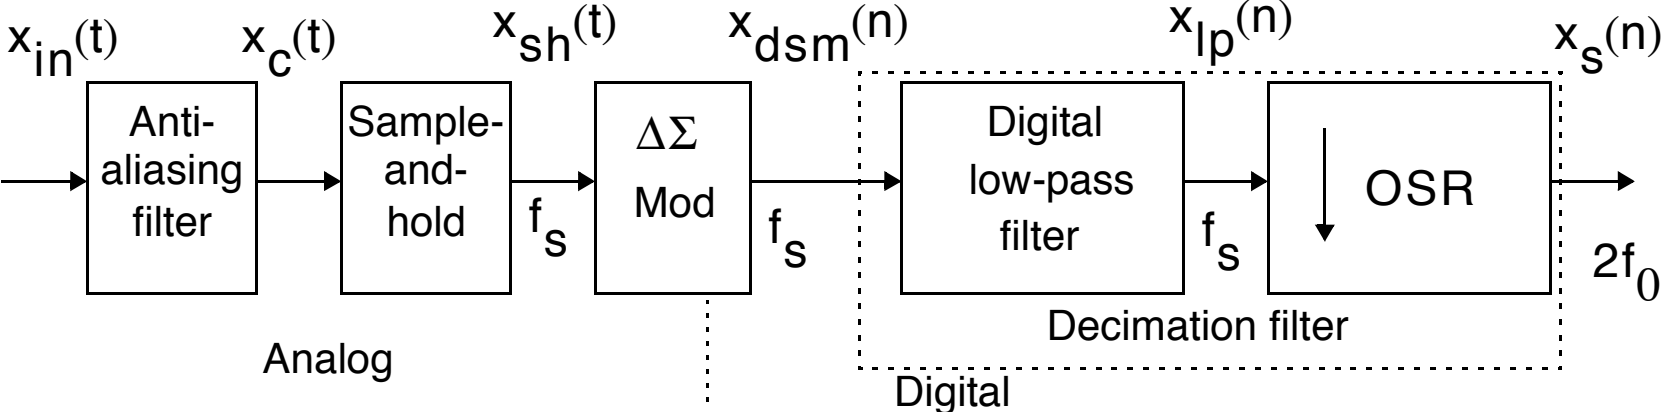 x_in(t)
x_c(t)
x_sh(t)
x_dsm(n)
x_lp(n)
x_s(n)
Anti-
aliasing
filter
Sample-
and-
hold
f_s
ΔΣ
Mod
f_s
Digital
low-pass
filter
f_s
OSR
2f_0
Decimation filter
Analog
Digital